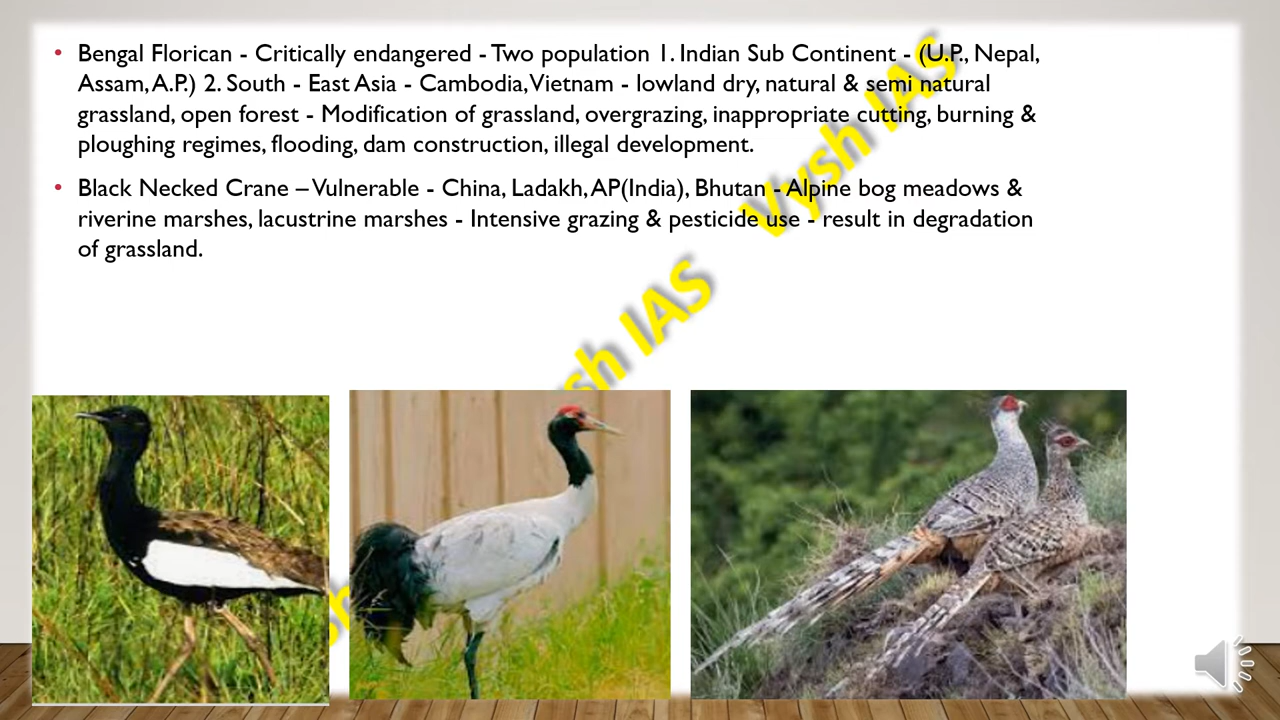 • Bengal Florican - Critically endangered - Two population 1. Indian Sub Continent - (U.P., Nepal,
Assam, A.P.) 2. South - East Asia - Cambodia, Vietnam - lowland dry, natural & semi natural
grassland, open forest - Modification of grassland, overgrazing, inappropriate cutting, burning &
ploughing regimes, flooding, dam construction, illegal development.
• Black Necked Crane – Vulnerable - China, Ladakh, AP(India), Bhutan - Alpine bog meadows &
riverine marshes, lacustrine marshes - Intensive grazing & pesticide use - result in degradation
of grassland.
Vysh IAS
sh IAS